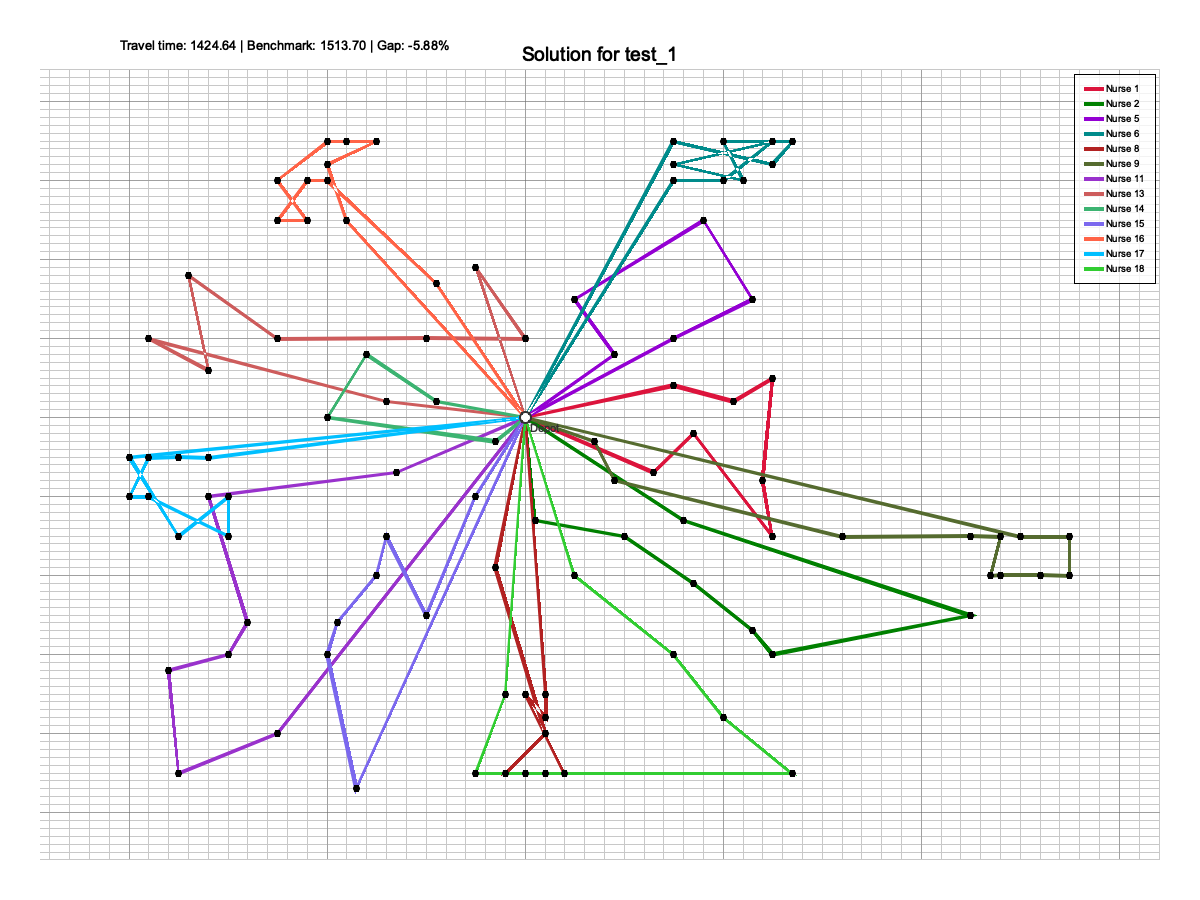 Travel time: 1424.64 | Benchmark: 1513.70 | Gap: -5.88%
Solution for test_1
Nurse 1
Nurse 2
Nurse 5
Nurse 6
Nurse 8
Nurse 9
Nurse 11
Nurse 13
Nurse 14
Nurse 15
Nurse 16
Nurse 17
Nurse 18
Depot